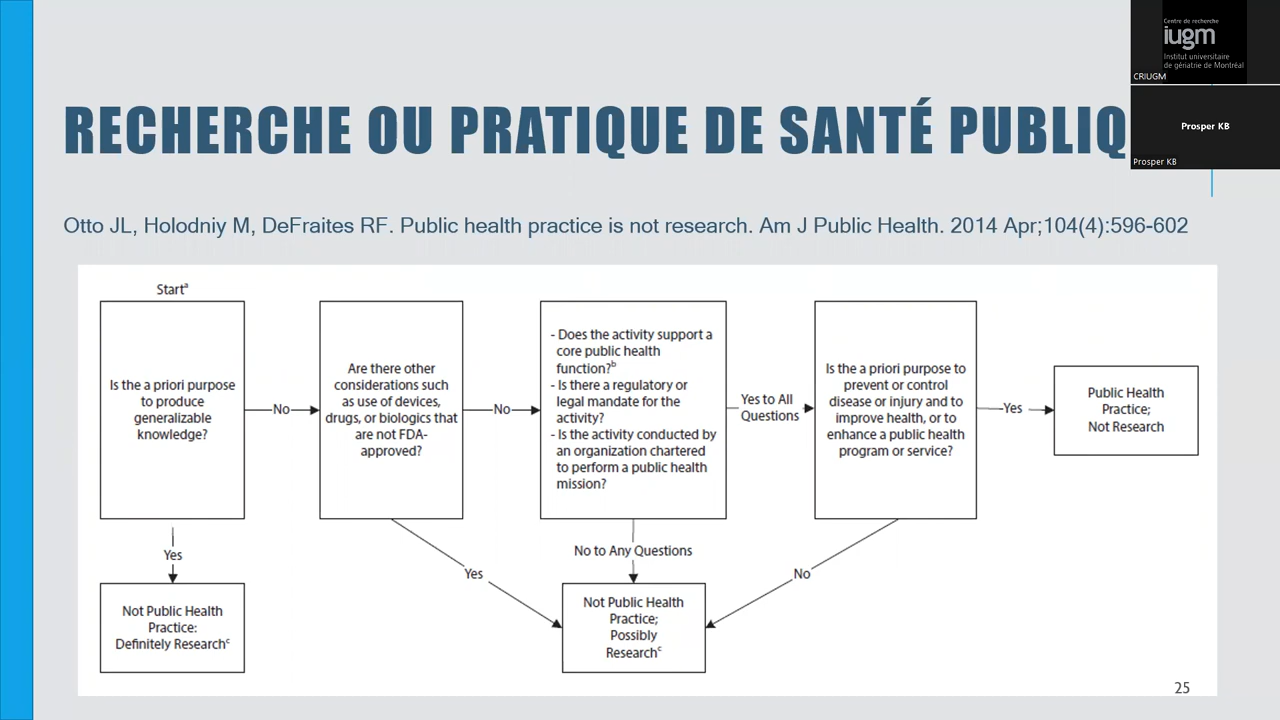 Centre de recherche
iugm
Institut universitaire
de gériatrie de Montréal
CRIUGM
Prosper KB
Prosper KB
RECHERCHE OU PRATIQUE DE SANTÉ PUBLIQ
Otto JL, Holodniy M, DeFraites RF. Public health practice is not research. Am J Public Health. 2014 Apr;104(4):596-602
Startᵃ
Is the a priori purpose
to produce
generalizable
knowledge?
No
Are there other
considerations such
as use of devices,
drugs, or biologics that
are not FDA-
approved?
No
- Does the activity support a
core public health
function?ᵇ
- Is there a regulatory or
legal mandate for the
activity?
- Is the activity conducted by
an organization chartered
to perform a public health
mission?
Yes to All
Questions
Is the a priori purpose to
prevent or control
disease or injury and to
improve health, or to
enhance a public health
program or service?
Yes
Public Health
Practice;
Not Research
Yes
Yes
No to Any Questions
No
Not Public Health
Practice:
Definitely Researchᶜ
Not Public Health
Practice;
Possibly
Researchᶜ
25